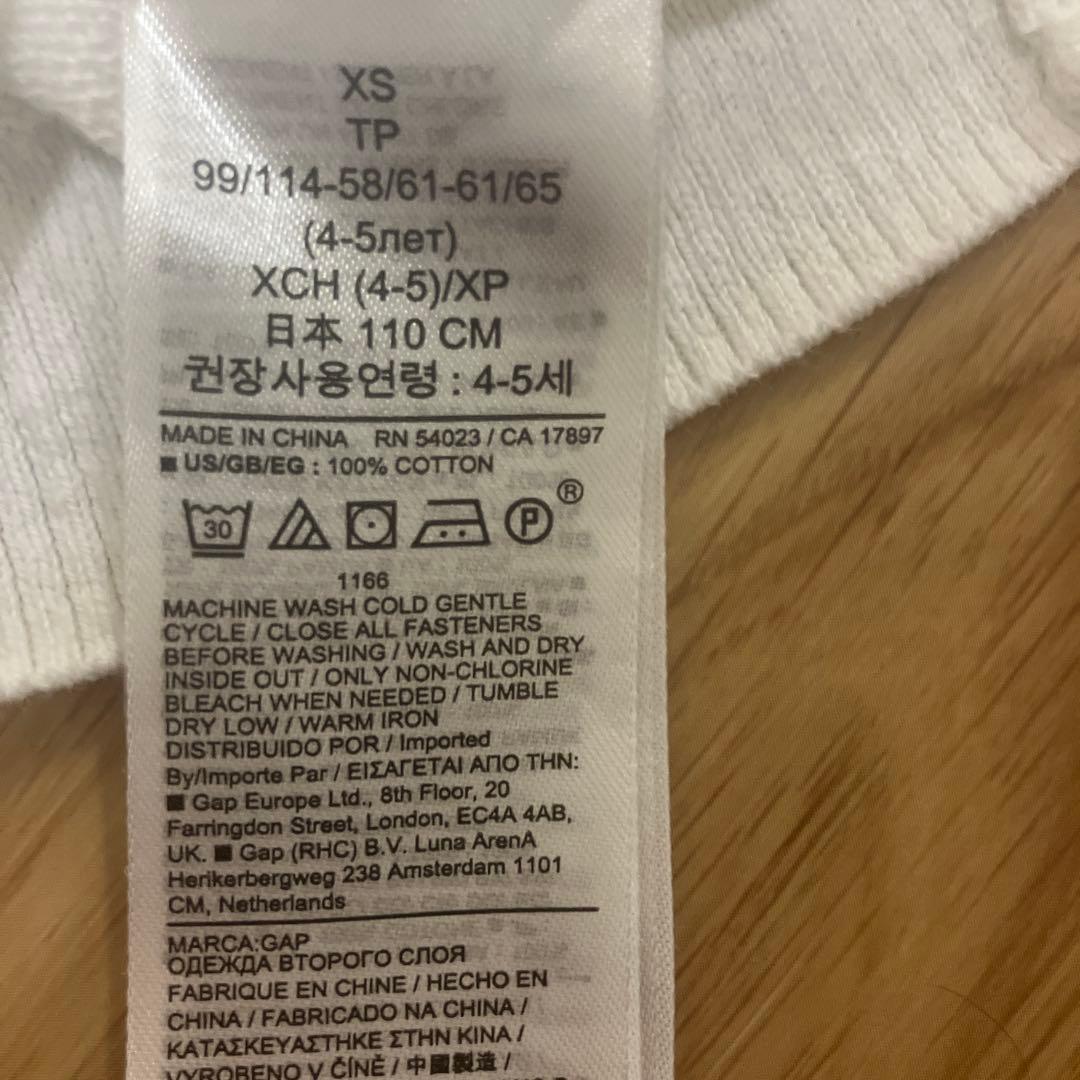 XS
TP
99/114-58/61-61/65
(4-5лет)
XCH (4-5)/XP
日本 110 CM
권장사용연령 : 4-5세
MADE IN CHINA RN 54023 / CA 17897
■ US/GB/EG : 100% COTTON
30 P ®
1166
MACHINE WASH COLD GENTLE
CYCLE / CLOSE ALL FASTENERS
BEFORE WASHING / WASH AND DRY
INSIDE OUT / ONLY NON-CHLORINE
BLEACH WHEN NEEDED / TUMBLE
DRY LOW / WARM IRON
DISTRIBUIDO POR / Imported
By/Importe Par / ΕΙΣΑΓΕΤΑΙ ΑΠΟ ΤΗΝ:
■ Gap Europe Ltd., 8th Floor, 20
Farringdon Street, London, EC4A 4AB,
UK. ■ Gap (RHC) B.V. Luna ArenA
Herikerbergweg 238 Amsterdam 1101
CM, Netherlands
MARCA:GAP
ОДЕЖДА ВТОРОГО СЛОЯ
FABRIQUE EN CHINE / HECHO EN
CHINA / FABRICADO NA CHINA /
ΚΑΤΑΣΚΕΥΑΣΤΗΚΕ ΣΤΗΝ ΚΙΝΑ /
VYROBENO V ČÍNĚ / 中國製造 /